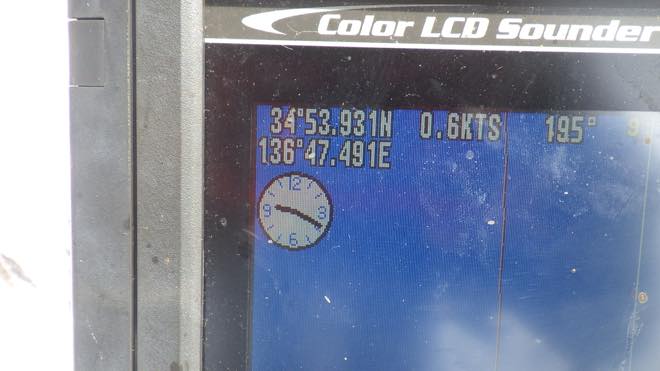 Color LCD Sounder
34°53.931N 0.6KTS 195°
136°47.491E
12
9 3
6